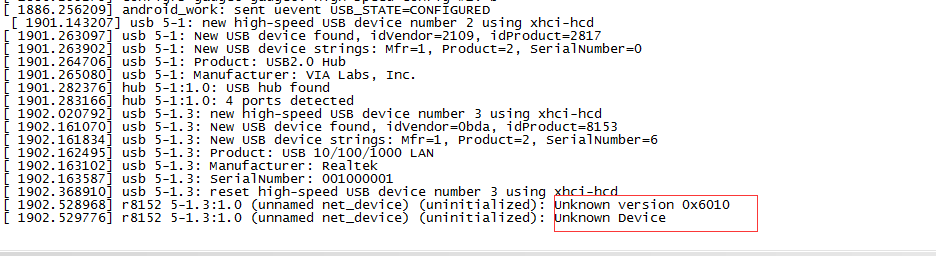 [ 1886.256209] android_work: sent uevent USB_STATE=CONFIGURED
[ 1901.143207] usb 5-1: new high-speed USB device number 2 using xhci-hcd
[ 1901.263097] usb 5-1: New USB device found, idVendor=2109, idProduct=2817
[ 1901.263902] usb 5-1: New USB device strings: Mfr=1, Product=2, SerialNumber=0
[ 1901.264706] usb 5-1: Product: USB2.0 Hub
[ 1901.265080] usb 5-1: Manufacturer: VIA Labs, Inc.
[ 1901.282376] hub 5-1:1.0: USB hub found
[ 1901.283166] hub 5-1:1.0: 4 ports detected
[ 1902.020792] usb 5-1.3: new high-speed USB device number 3 using xhci-hcd
[ 1902.161070] usb 5-1.3: New USB device found, idVendor=0bda, idProduct=8153
[ 1902.161834] usb 5-1.3: New USB device strings: Mfr=1, Product=2, SerialNumber=6
[ 1902.162495] usb 5-1.3: Product: USB 10/100/1000 LAN
[ 1902.163102] usb 5-1.3: Manufacturer: Realtek
[ 1902.163587] usb 5-1.3: SerialNumber: 001000001
[ 1902.368910] usb 5-1.3: reset high-speed USB device number 3 using xhci-hcd
[ 1902.528968] r8152 5-1.3:1.0 (unnamed net_device) (uninitialized): Unknown version 0x6010
[ 1902.529776] r8152 5-1.3:1.0 (unnamed net_device) (uninitialized): Unknown Device